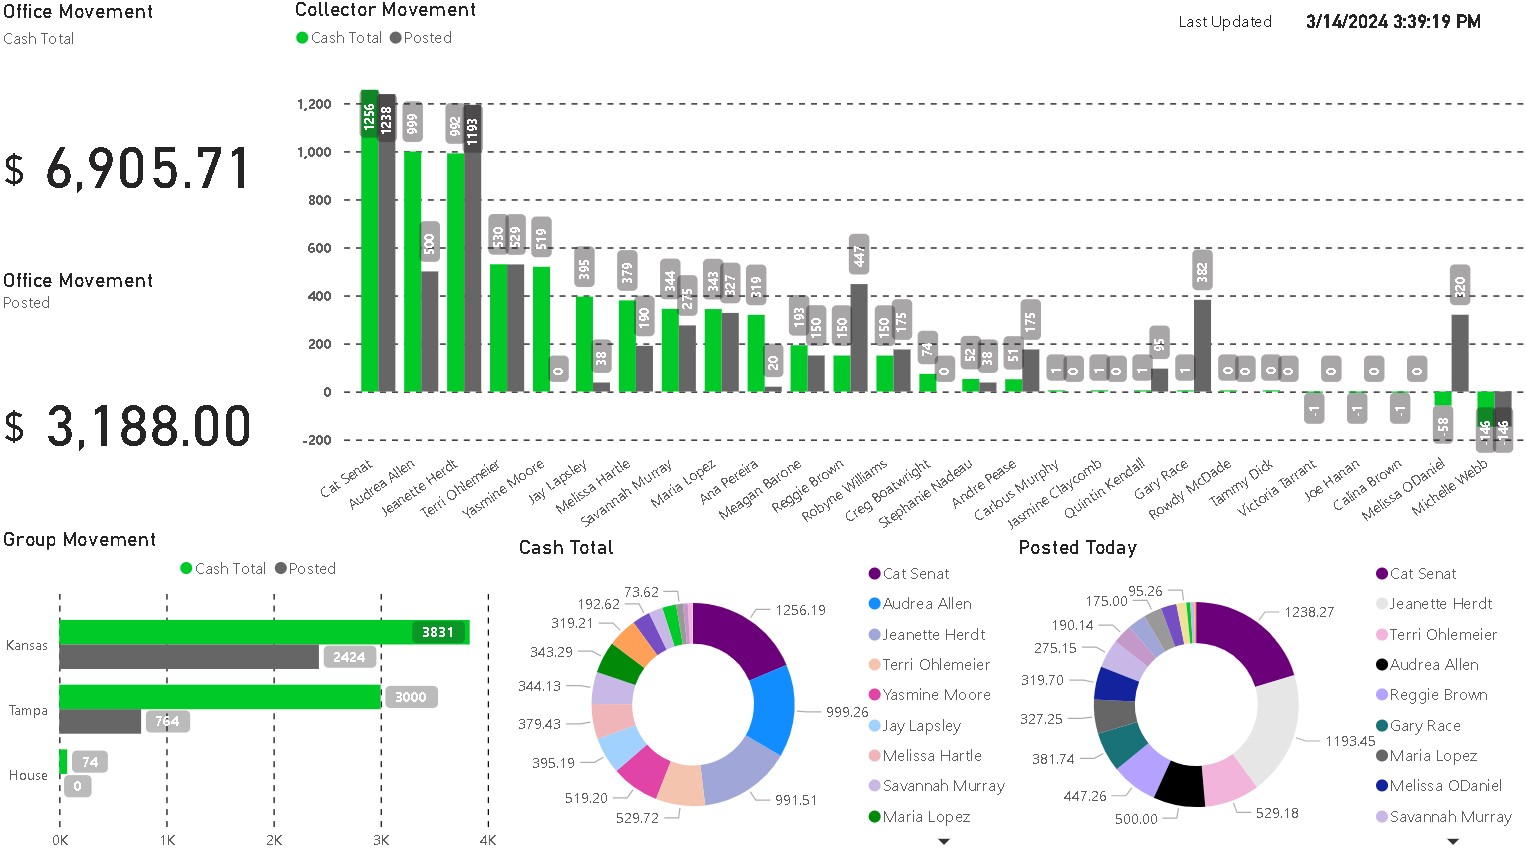 Office Movement
Cash Total
$ 6,905.71
Office Movement
Posted
$ 3,188.00
Collector Movement
Cash Total Posted
Last Updated 3/14/2024 3:39:19 PM
1,200
1,000
800
600
400
200
0
-200
1256 1238 999 500 992 1193 530 529 519 0 395 38 379 190 344 275 343 327 319 20 193 150 150 447 150 175 74 0 52 38 51 175 1 0 1 0 1 95 1 382 0 0 0 0 -1 0 -1 0 -1 0 -58 320 -146 -146
Cat Senat
Audrea Allen
Jeanette Herdt
Terri Ohlemeier
Yasmine Moore
Jay Lapsley
Melissa Hartle
Savannah Murray
Maria Lopez
Ana Pereira
Meagan Barone
Reggie Brown
Robyne Williams
Creg Boatwright
Stephanie Nadeau
Andre Pease
Carlous Murphy
Jasmine Claycomb
Quintin Kendall
Gary Race
Rowdy McDade
Tammy Dick
Victoria Tarrant
Joe Hanan
Calina Brown
Melissa ODaniel
Michelle Webb
Group Movement
Cash Total Posted
Kansas 3831
2424
Tampa 3000
764
House 74
0
0K 1K 2K 3K 4K
Cash Total
1256.19
999.26
991.51
529.72
519.20
395.19
379.43
344.13
343.29
319.21
192.62
73.62
Cat Senat
Audrea Allen
Jeanette Herdt
Terri Ohlemeier
Yasmine Moore
Jay Lapsley
Melissa Hartle
Savannah Murray
Maria Lopez
Posted Today
1238.27
1193.45
529.18
500.00
447.26
381.74
327.25
319.70
275.15
190.14
175.00
95.26
Cat Senat
Jeanette Herdt
Terri Ohlemeier
Audrea Allen
Reggie Brown
Gary Race
Maria Lopez
Melissa ODaniel
Savannah Murray